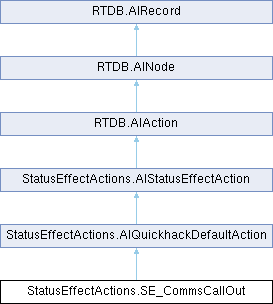 RTDB.AIRecord
RTDB.AINode
RTDB.AIAction
StatusEffectActions.AIStatusEffectAction
StatusEffectActions.AIQuickhackDefaultAction
StatusEffectActions.SE_CommsCallOut